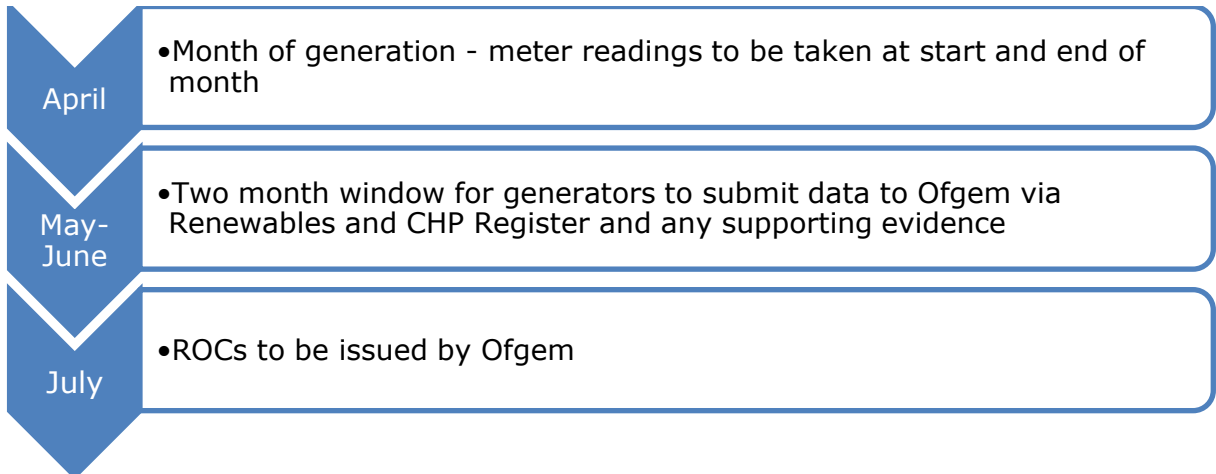 April
•Month of generation - meter readings to be taken at start and end of
month
May-
June
•Two month window for generators to submit data to Ofgem via
Renewables and CHP Register and any supporting evidence
July
•ROCs to be issued by Ofgem